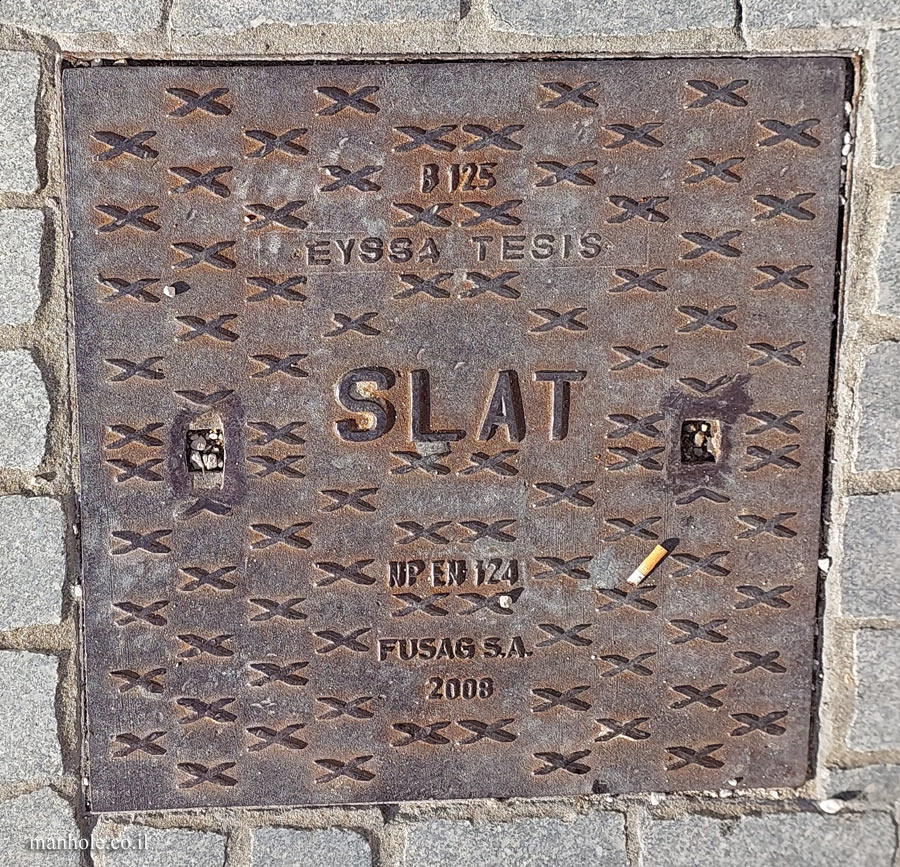 B 125
EYSSA TESIS
SLAT
NP EN 124
FUSAG S.A.
2008
manhole.co.il